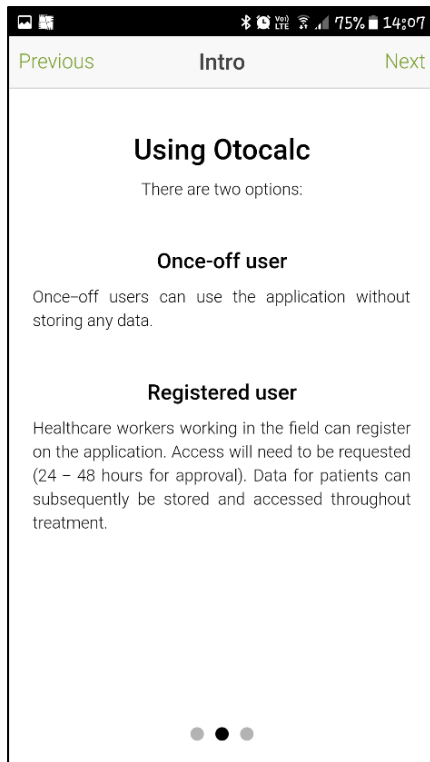 Vo)) LTE 75% 14:07
Previous Intro Next
Using Otocalc
There are two options:
Once-off user
Once–off users can use the application without
storing any data.
Registered user
Healthcare workers working in the field can register
on the application. Access will need to be requested
(24 – 48 hours for approval). Data for patients can
subsequently be stored and accessed throughout
treatment.